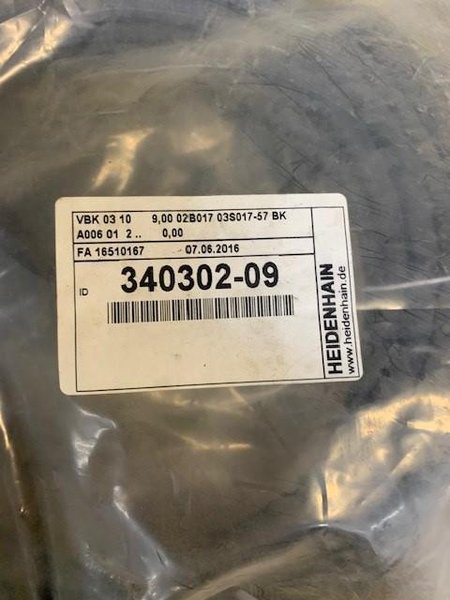 VBK 03 10 9,00 02B017 03S017-57 BK
A006 01 2 .. 0,00
FA 16510167 07.06.2016
ID 340302-09
HEIDENHAIN
www.heidenhain.de